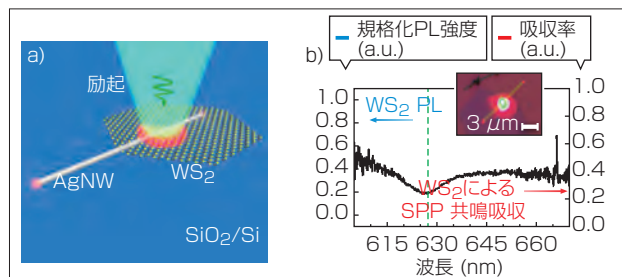 a)
励起
AgNW
WS2
SiO2/Si
b)
規格化PL強度
(a.u.)
吸収率
(a.u.)
WS2 PL
3 μm
1.0
0.8
0.6
0.4
0.2
0.0
1.0
0.8
0.6
0.4
0.2
0.0
WS2による
SPP 共鳴吸収
615 630 645 660
波長 (nm)